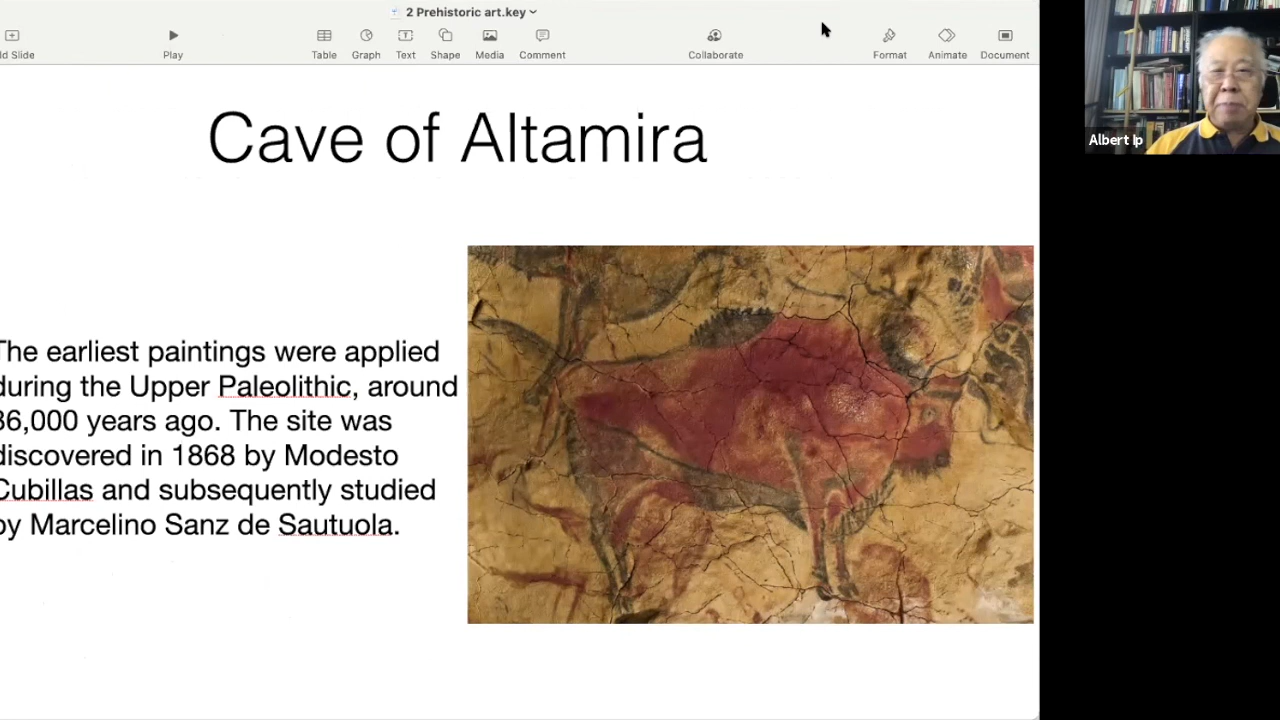 2 Prehistoric art.key
d Slide
Play
Table
Graph
Text
Shape
Media
Comment
Collaborate
Format
Animate
Document
Albert Ip
Cave of Altamira
The earliest paintings were applied
during the Upper Paleolithic, around
36,000 years ago. The site was
discovered in 1868 by Modesto
Cubillas and subsequently studied
by Marcelino Sanz de Sautuola.